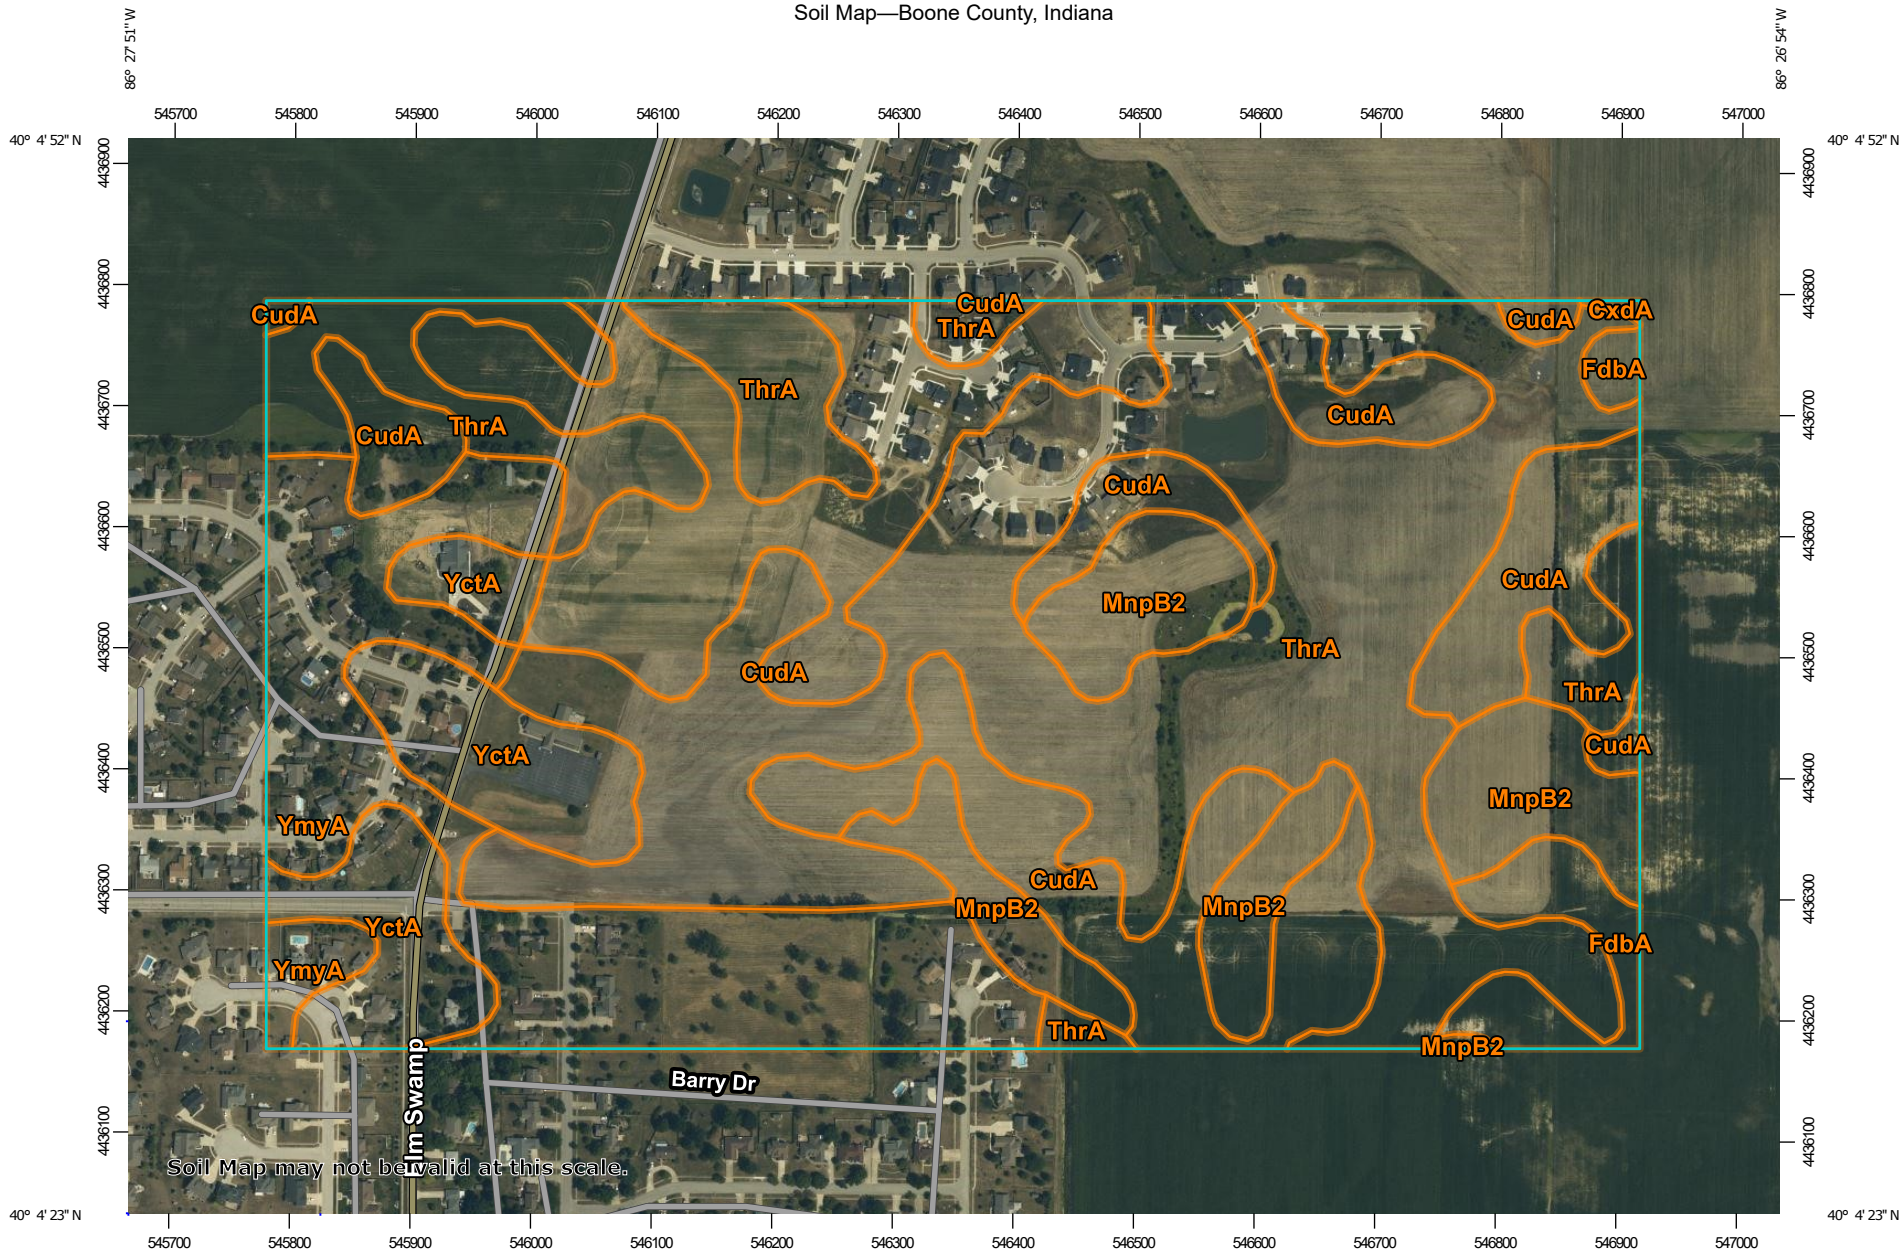 Soil Map—Boone County, Indiana
86° 27' 51'' W
86° 26' 54'' W
545700 545800 545900 546000 546100 546200 546300 546400 546500 546600 546700 546800 546900 547000
40° 4' 52'' N
40° 4' 52'' N
4436900
4436900
4436800
4436800
CudA
CudA
CudA
CxdA
ThrA
FdbA
ThrA
4436700
4436700
CudA
ThrA
CudA
CudA
4436600
4436600
YctA
CudA
MnpB2
4436500
4436500
ThrA
CudA
ThrA
YctA
CudA
4436400
4436400
MnpB2
YmyA
4436300
4436300
CudA
MnpB2
MnpB2
YctA
FdbA
YmyA
4436200
4436200
ThrA
MnpB2
Barry Dr
Elm Swamp
4436100
4436100
Soil Map may not be valid at this scale.
40° 4' 23'' N
40° 4' 23'' N
545700 545800 545900 546000 546100 546200 546300 546400 546500 546600 546700 546800 546900 547000